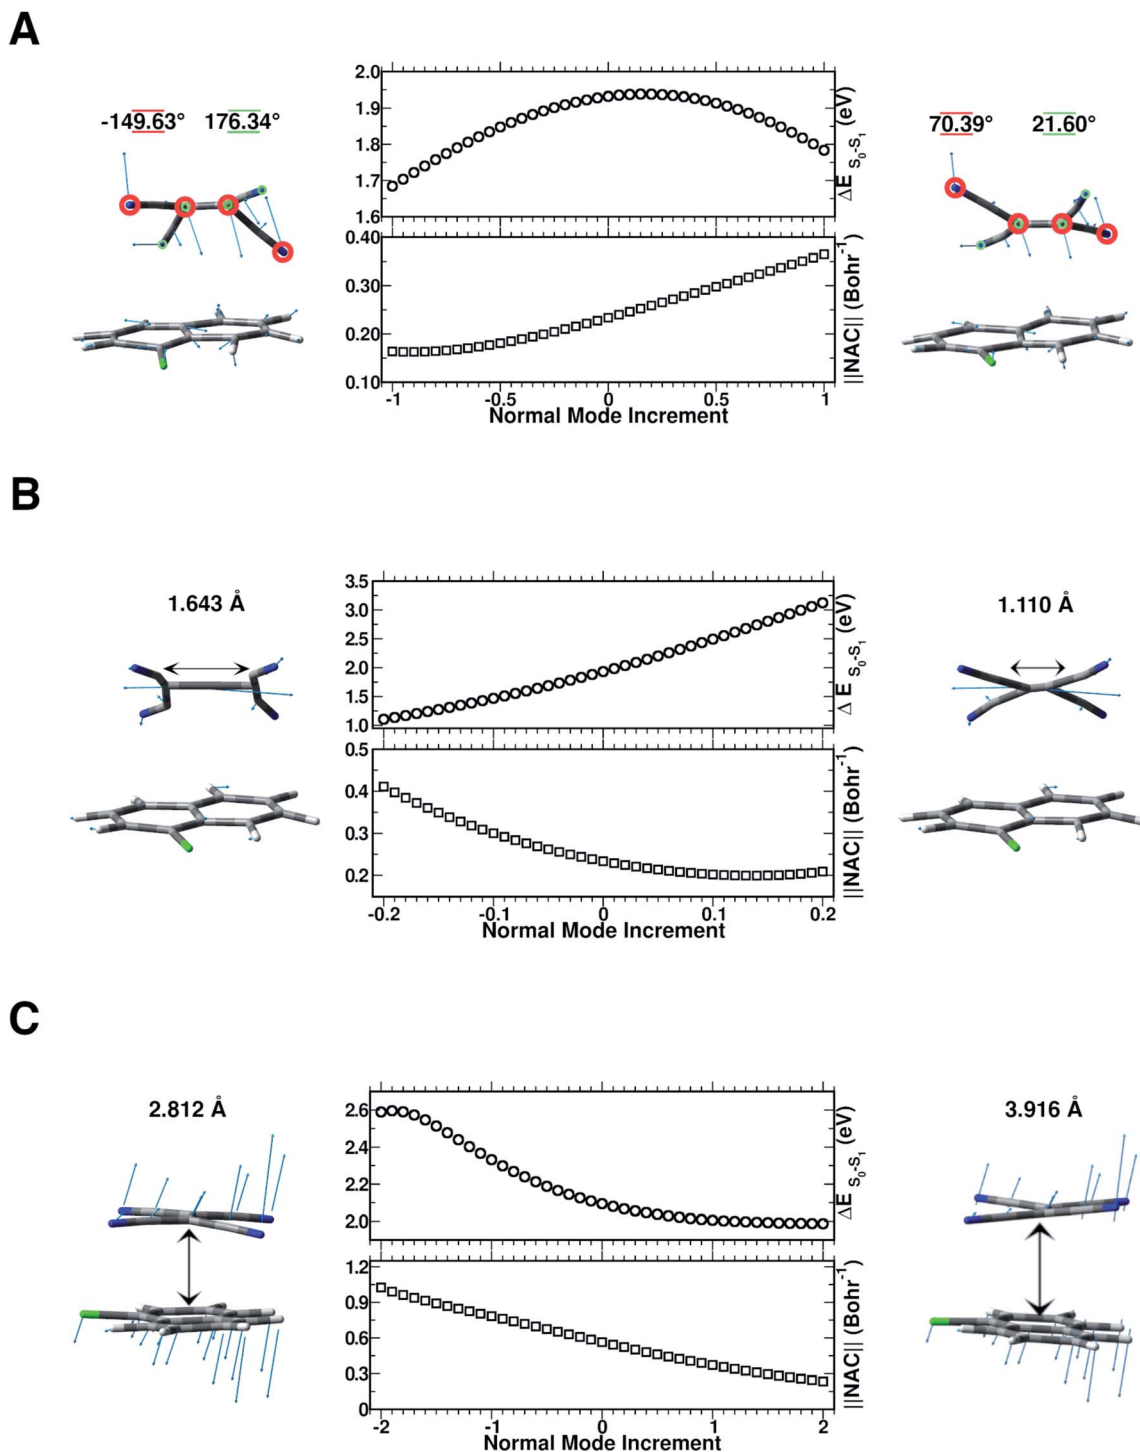 A
-149.63° 176.34°
2.0
1.9
1.8
1.7
1.6
ΔE S0-S1 (eV)
0.40
0.30
0.20
0.10
||NAC|| (Bohr-1)
-1 -0.5 0 0.5 1
Normal Mode Increment
70.39° 21.60°
B
1.643 Å
3.5
3.0
2.5
2.0
1.5
1.0
Δ E S0-S1 (eV)
0.5
0.4
0.3
0.2
||NAC|| (Bohr-1)
-0.2 -0.1 0 0.1 0.2
Normal Mode Increment
1.110 Å
C
2.812 Å
2.6
2.4
2.2
2.0
ΔE S0-S1 (eV)
1.2
0.9
0.6
0.3
0
||NAC|| (Bohr-1)
-2 -1 0 1 2
Normal Mode Increment
3.916 Å